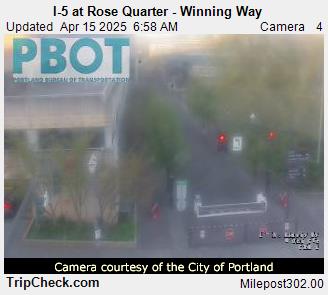 I-5 at Rose Quarter - Winning Way
Updated Apr 15 2025 6:58 AM Camera 4
PBOT
PORTLAND BUREAU OF TRANSPORTATION
Camera courtesy of the City of Portland
TripCheck.com Milepost302.00